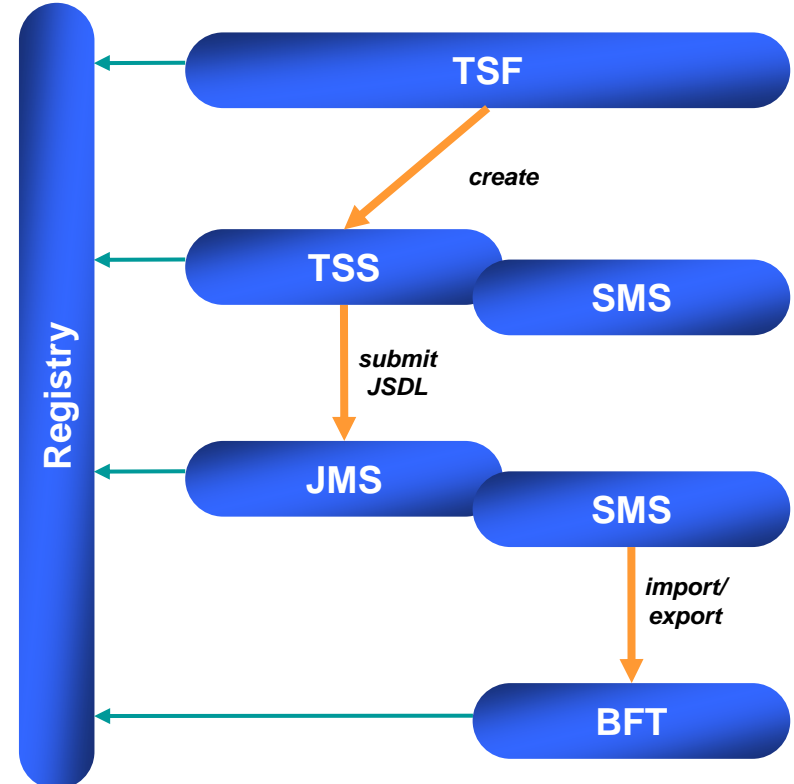 TSF
create
TSS
SMS
submit
JSDL
Registry
JMS
SMS
import/
export
BFT